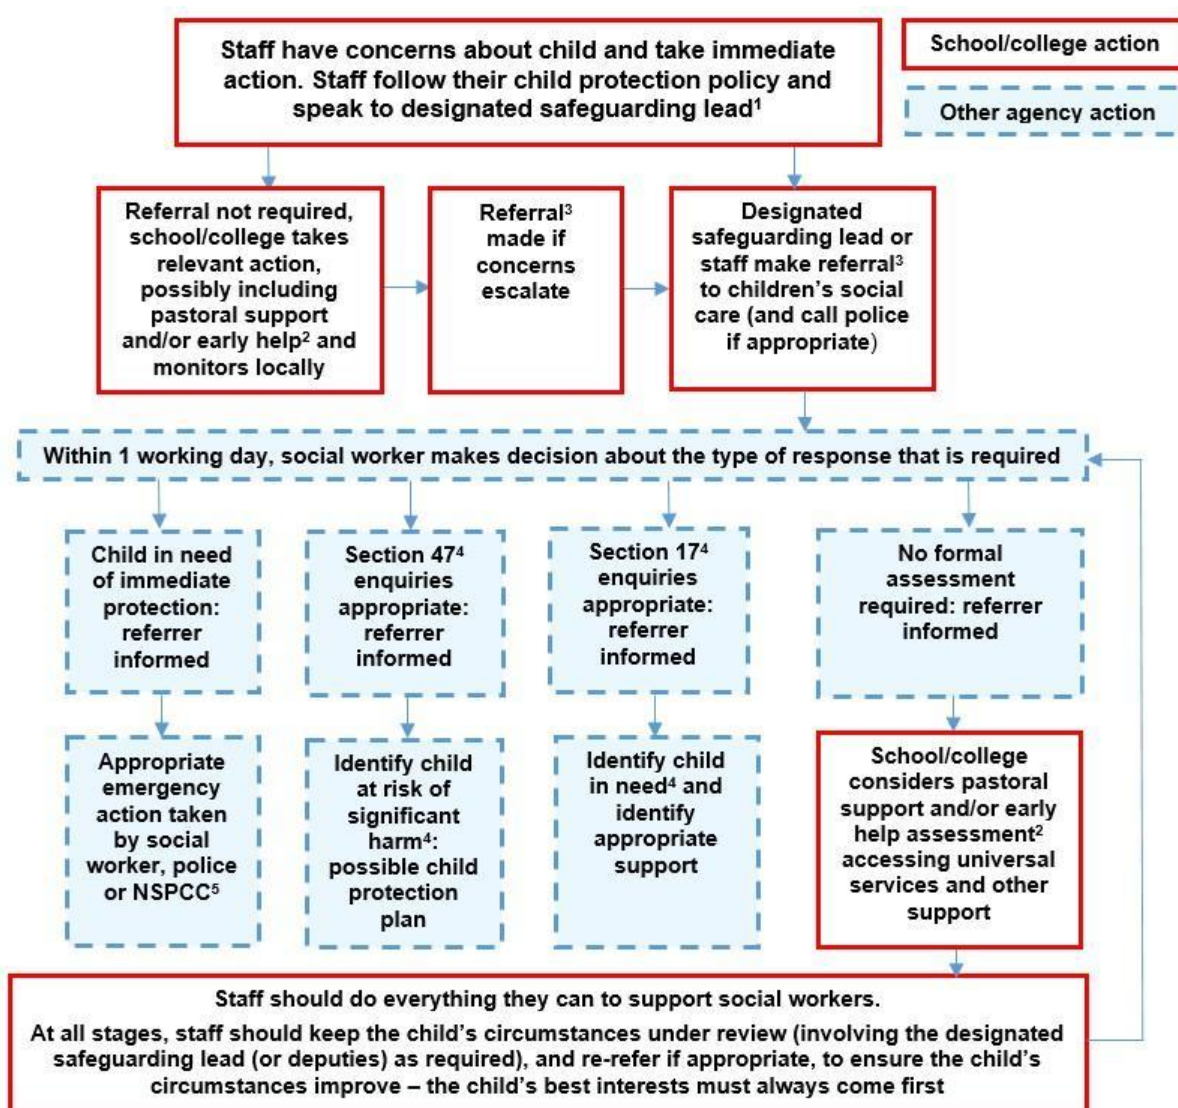 Staff have concerns about child and take immediate
action. Staff follow their child protection policy and
speak to designated safeguarding lead¹
School/college action
Other agency action
Referral not required,
school/college takes
relevant action,
possibly including
pastoral support
and/or early help² and
monitors locally
Referral³
made if
concerns
escalate
Designated
safeguarding lead or
staff make referral³
to children’s social
care (and call police
if appropriate)
Within 1 working day, social worker makes decision about the type of response that is required
Child in need
of immediate
protection:
referrer
informed
Section 47⁴
enquiries
appropriate:
referrer
informed
Section 17⁴
enquiries
appropriate:
referrer
informed
No formal
assessment
required: referrer
informed
Appropriate
emergency
action taken
by social
worker, police
or NSPCC⁵
Identify child
at risk of
significant
harm⁴:
possible child
protection
plan
Identify child
in need⁴ and
identify
appropriate
support
School/college
considers pastoral
support and/or early
help assessment²
accessing universal
services and other
support
Staff should do everything they can to support social workers.
At all stages, staff should keep the child’s circumstances under review (involving the designated
safeguarding lead (or deputies) as required), and re-refer if appropriate, to ensure the child’s
circumstances improve – the child’s best interests must always come first